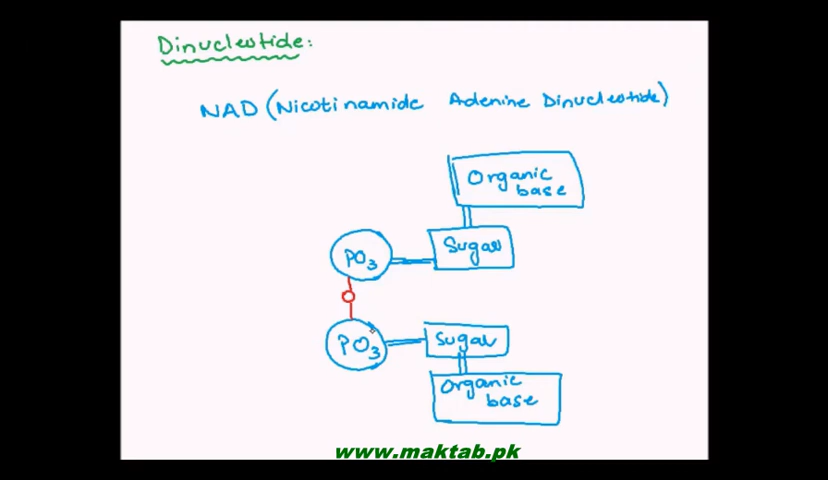 Dinucleotide:
NAD (Nicotinamide Adenine Dinucleotide)
Organic
base
Sugar
PO3
PO3
Sugar
Organic
base
www.maktab.pk